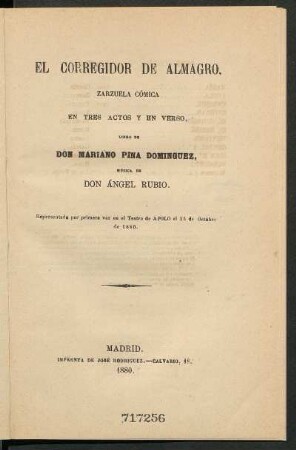 EL CORREGIDOR DE ALMAGRO,
ZARZUELA CÓMICA
EN TRES ACTOS Y EN VERSO,
LETRA DE
DON MARIANO PINA DOMINGUEZ,
MÚSICA DE
DON ÁNGEL RUBIO.
Representada por primera vez en el Teatro de APOLO el de Octubre
de 1880.
MADRID.
IMPRENTA DE JOSÉ RODRIGUEZ.—CALVARIO, 18.
1880.
717256